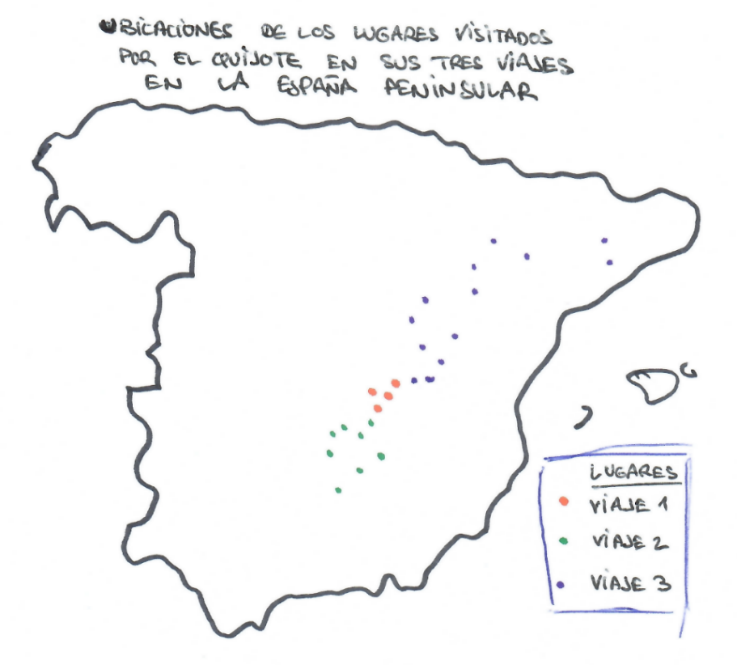 UBICACIONES DE LOS LUGARES VISITADOS
POR EL QUIJOTE EN SUS TRES VIAJES
EN LA ESPAÑA PENINSULAR
LUGARES
VIAJE 1
VIAJE 2
VIAJE 3